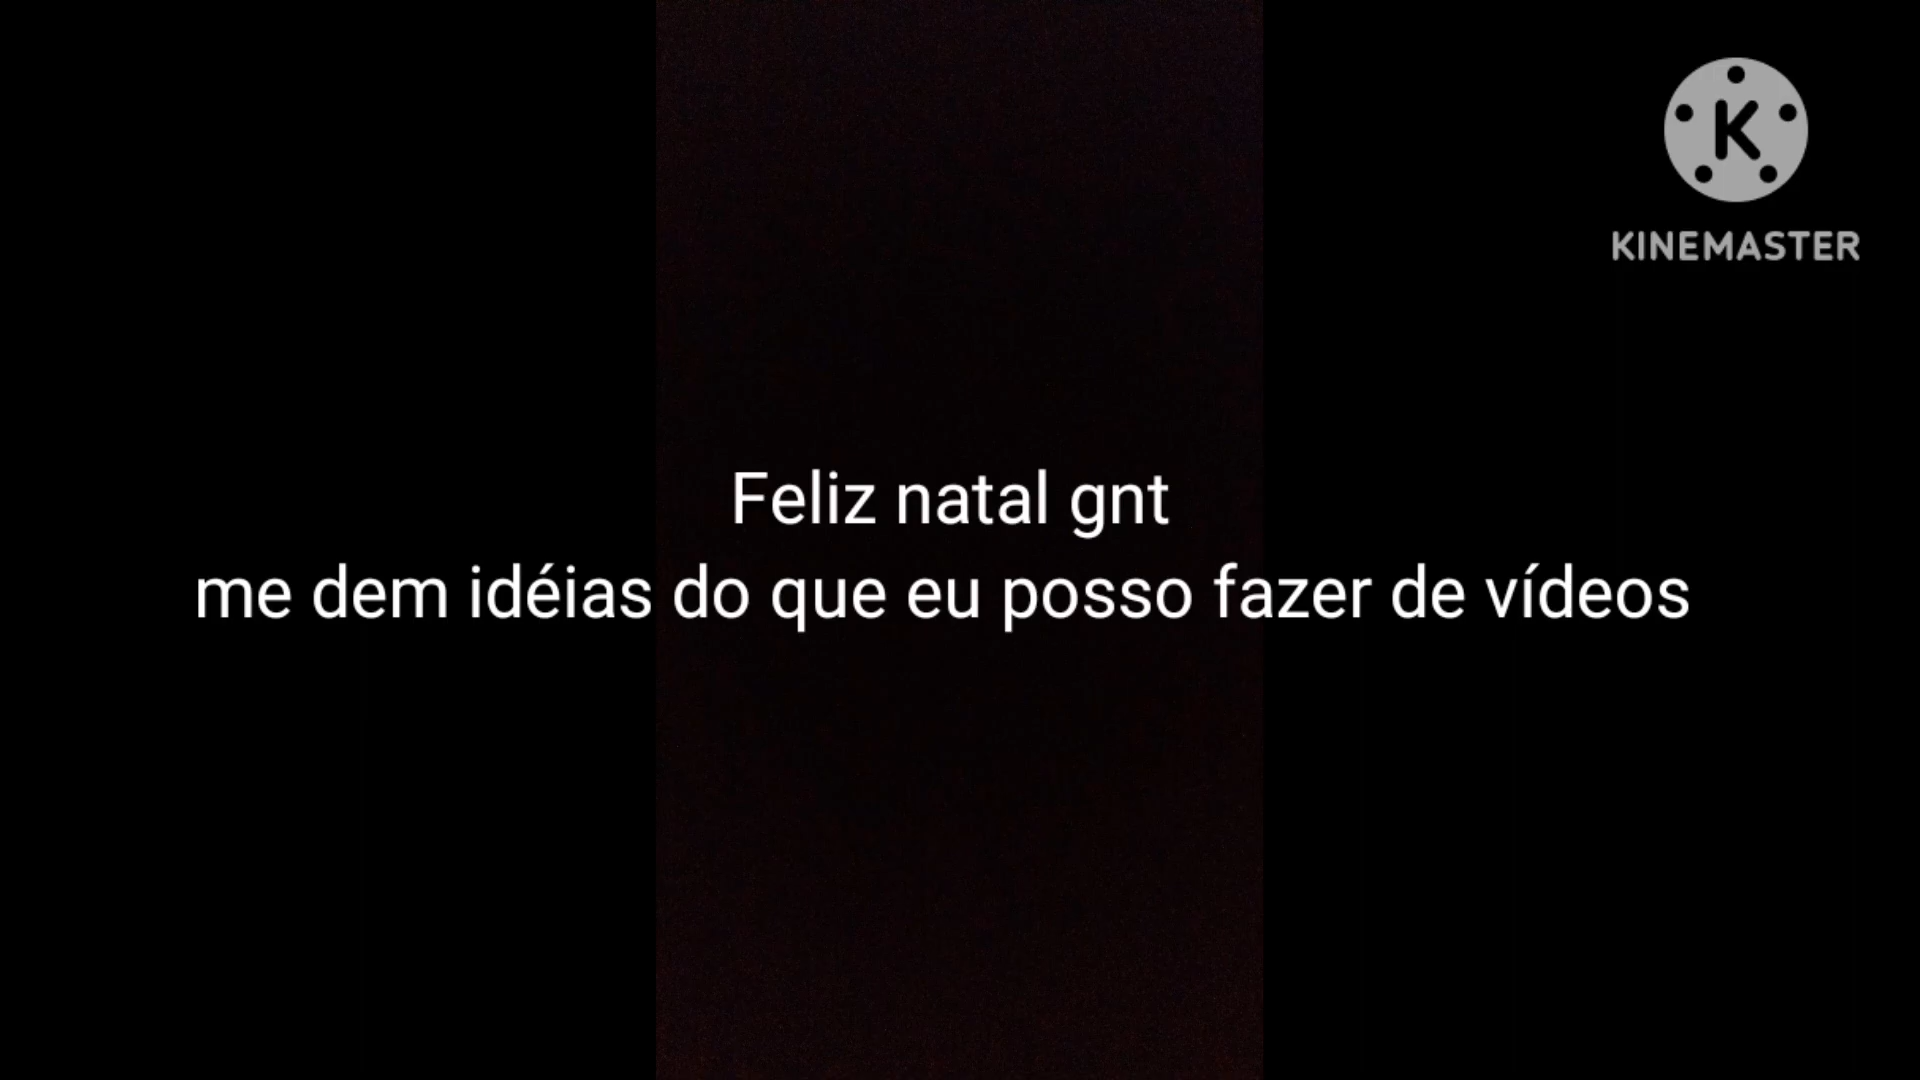 KINEMASTER
Feliz natal gnt
me dem idéias do que eu posso fazer de vídeos